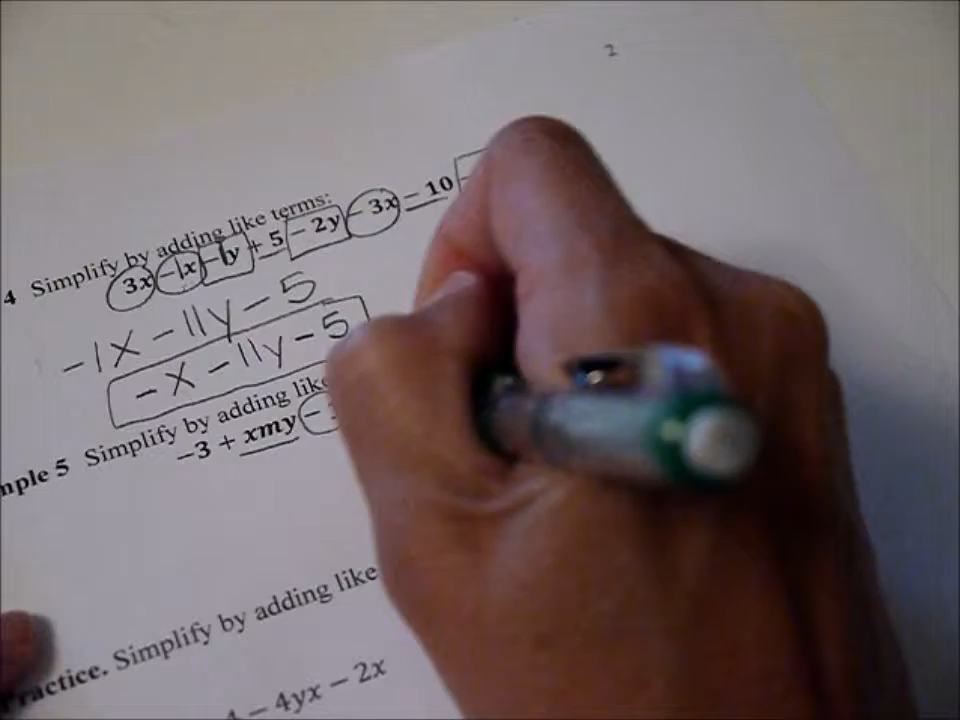 2
4 Simplify by adding like terms:
3x - 1x - 1y + 5 - 2y - 3x - 10
-1x - 11y - 5
-x - 11y - 5
mple 5 Simplify by adding like
-3 + xmy -
Practice. Simplify by adding like
- 4yx - 2x